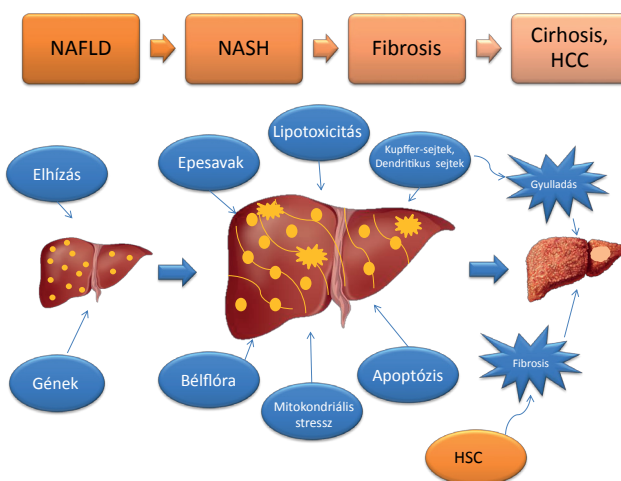 NAFLD
NASH
Fibrosis
Cirhosis,
HCC
Elhízás
Epesavak
Lipotoxicitás
Kupffer-sejtek,
Dendritikus sejtek
Gyulladás
Gének
Bélflóra
Mitokondriális
stressz
Apoptózis
Fibrosis
HSC